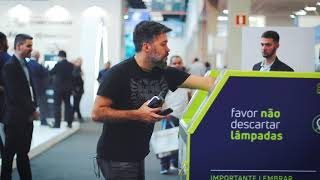 favor não
descartar
lâmpadas
IMPORTANTE LEMBRAR